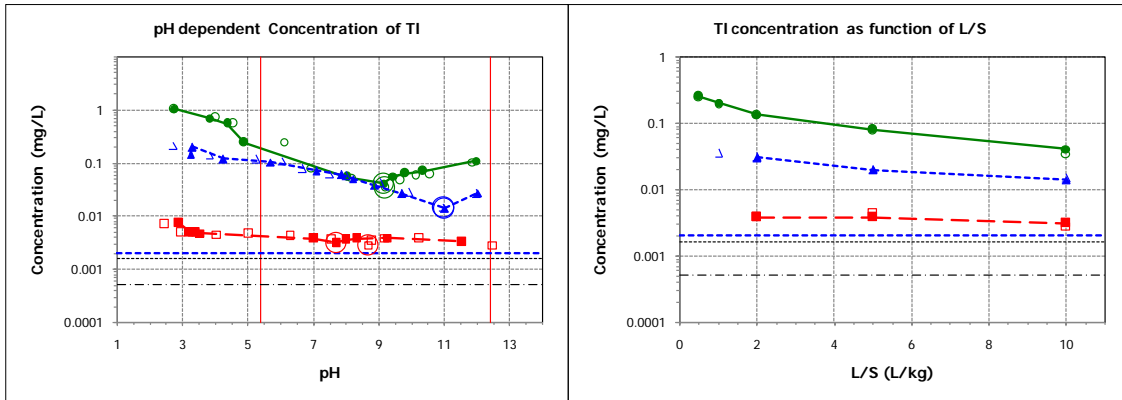 pH dependent Concentration of Tl
Concentration (mg/L)
1
0.1
0.01
0.001
0.0001
1 3 5 7 9 11 13
pH
Tl concentration as function of L/S
Concentration (mg/L)
1
0.1
0.01
0.001
0.0001
0 2 4 6 8 10
L/S (L/kg)